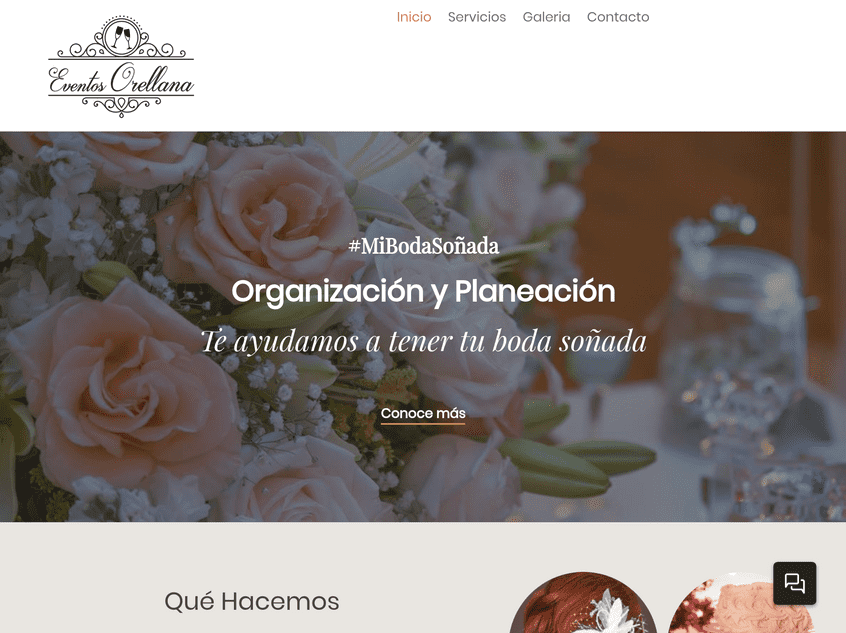 Inicio Servicios Galeria Contacto
Eventos Orellana
#MiBodaSoñada
Organización y Planeación
Te ayudamos a tener tu boda soñada
Conoce más
Qué Hacemos